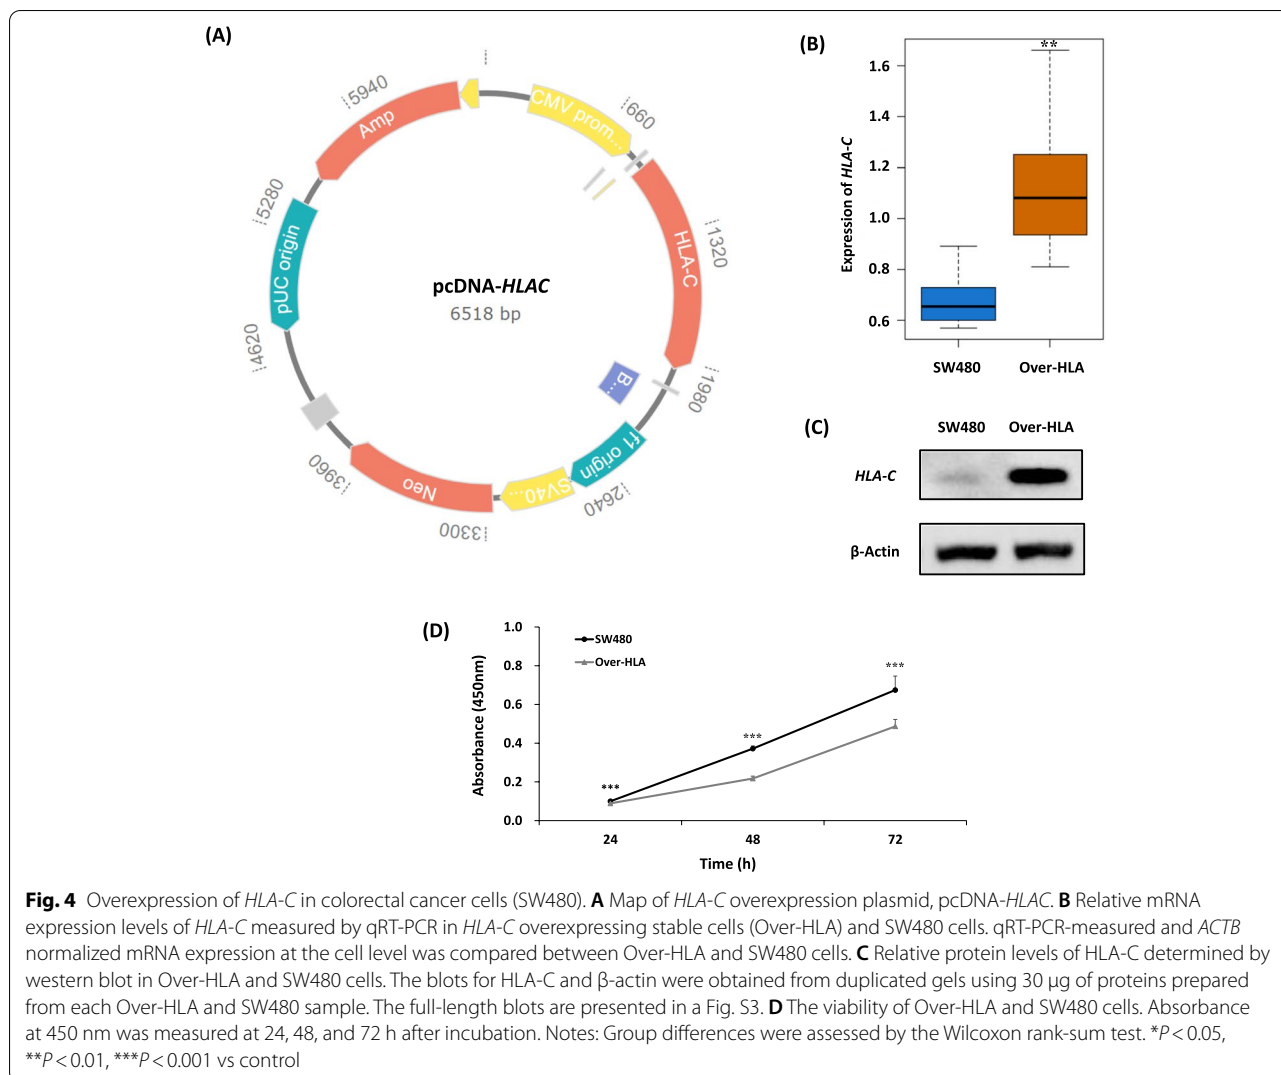 (A)
5940
Amp
CMV prom...
660
5280
pUC origin
HLA-C
1320
pcDNA-HLAC
6518 bp
4620
B...
1980
3960
Neo
SV40...
f1 origin
2640
3300
(B)
**
Expression of HLA-C
1.6
1.4
1.2
1.0
0.8
0.6
SW480 Over-HLA
(C)
SW480 Over-HLA
HLA-C
β-Actin
(D)
Absorbance (450nm)
1.0
0.8
0.6
0.4
0.2
0.0
SW480
Over-HLA
***
***
***
24 48 72
Time (h)
Fig. 4 Overexpression of HLA-C in colorectal cancer cells (SW480). A Map of HLA-C overexpression plasmid, pcDNA-HLAC. B Relative mRNA
expression levels of HLA-C measured by qRT-PCR in HLA-C overexpressing stable cells (Over-HLA) and SW480 cells. qRT-PCR-measured and ACTB
normalized mRNA expression at the cell level was compared between Over-HLA and SW480 cells. C Relative protein levels of HLA-C determined by
western blot in Over-HLA and SW480 cells. The blots for HLA-C and β-actin were obtained from duplicated gels using 30 μg of proteins prepared
from each Over-HLA and SW480 sample. The full-length blots are presented in a Fig. S3. D The viability of Over-HLA and SW480 cells. Absorbance
at 450 nm was measured at 24, 48, and 72 h after incubation. Notes: Group differences were assessed by the Wilcoxon rank-sum test. *P < 0.05,
**P < 0.01, ***P < 0.001 vs control